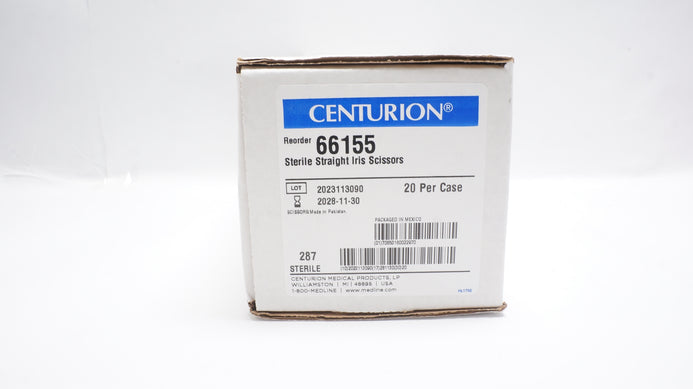 CENTURION®
Reorder 66155
Sterile Straight Iris Scissors
LOT 2023113090 20 Per Case
2028-11-30
SCISSORS Made in Pakistan.
PACKAGED IN MEXICO
287
STERILE
CENTURION MEDICAL PRODUCTS, LP
WILLIAMSTON | MI | 48895 | USA
1-800-MEDLINE | www.medline.com